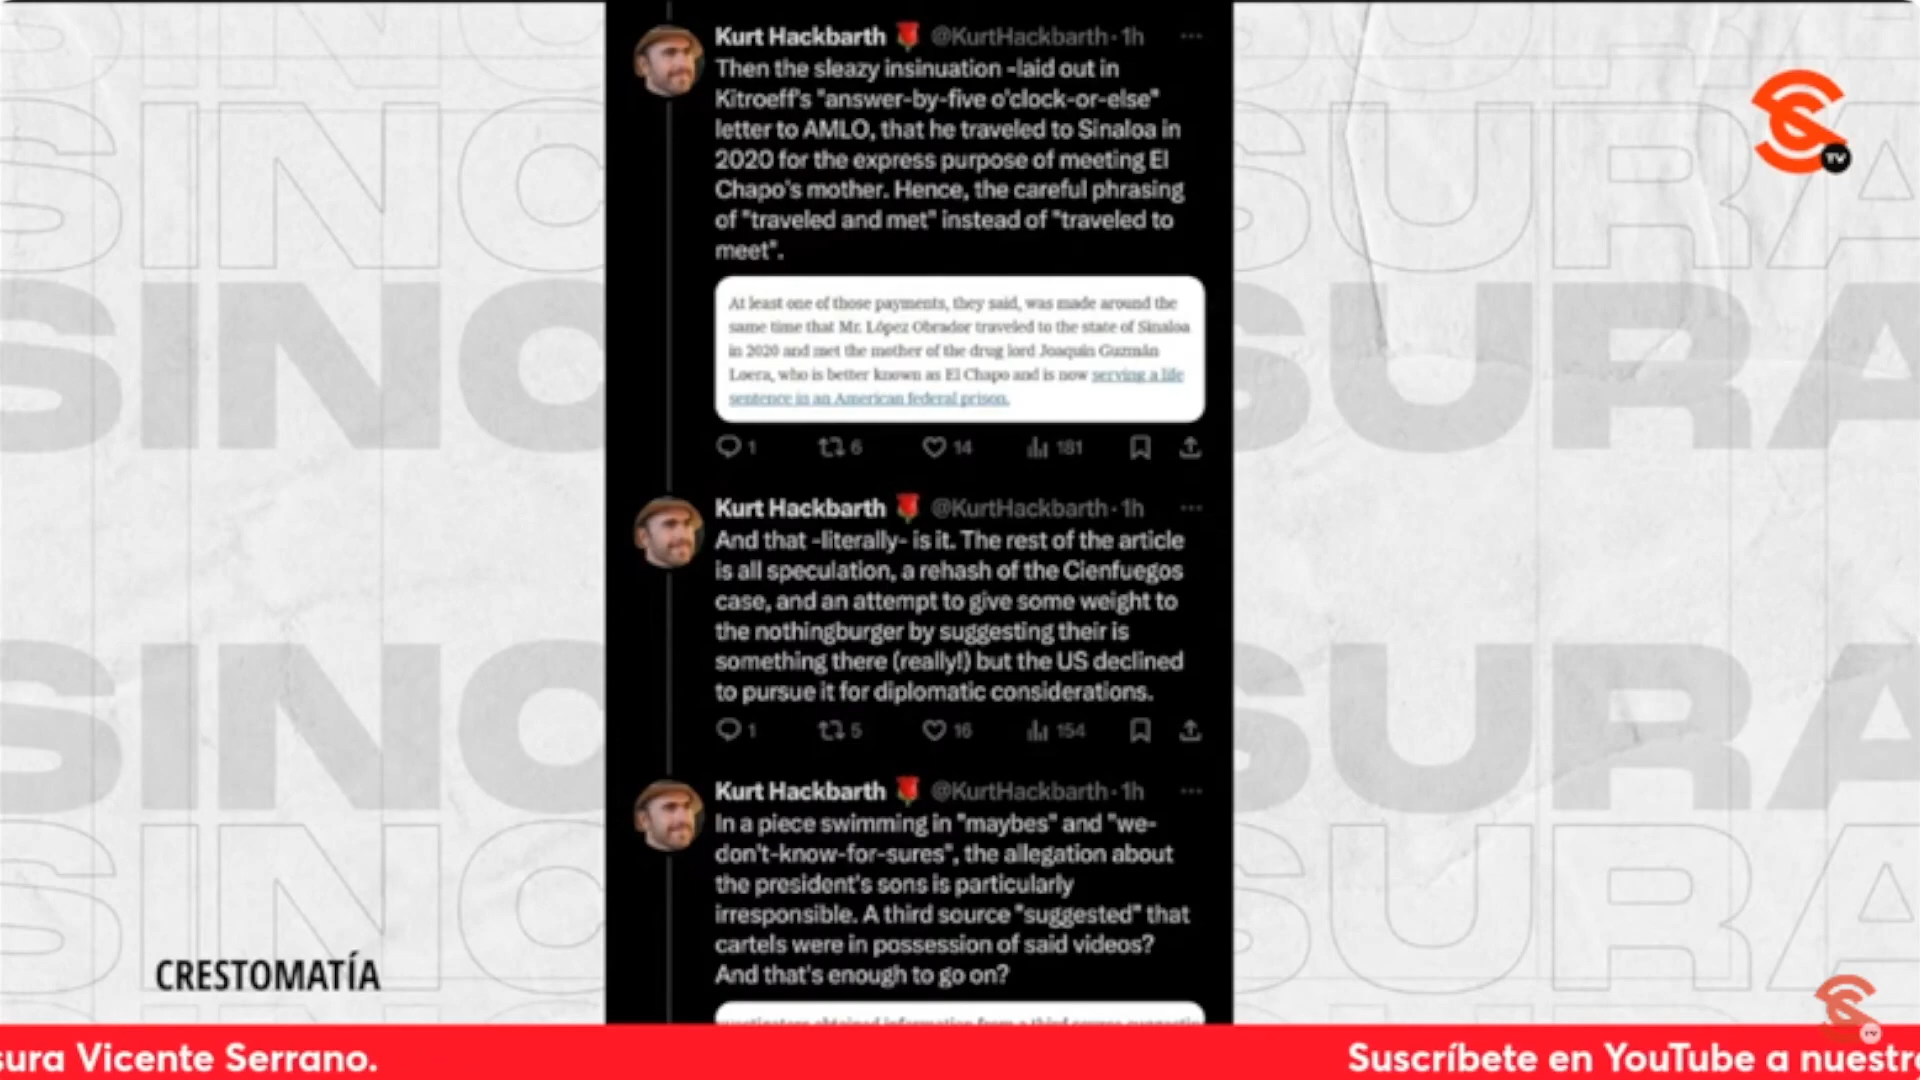 Kurt Hackbarth @KurtHackbarth · 1h
Then the sleazy insinuation -laid out in
Kitroeff's "answer-by-five o'clock-or-else"
letter to AMLO, that he traveled to Sinaloa in
2020 for the express purpose of meeting El
Chapo's mother. Hence, the careful phrasing
of "traveled and met" instead of "traveled to
meet".
At least one of those payments, they said, was made around the
same time that Mr. López Obrador traveled to the state of Sinaloa
in 2020 and met the mother of the drug lord Joaquín Guzmán
Loera, who is better known as El Chapo and is now serving a life
sentence in an American federal prison.
1 6 14 181
Kurt Hackbarth @KurtHackbarth · 1h
And that -literally- is it. The rest of the article
is all speculation, a rehash of the Cienfuegos
case, and an attempt to give some weight to
the nothingburger by suggesting their is
something there (really!) but the US declined
to pursue it for diplomatic considerations.
1 5 16 154
Kurt Hackbarth @KurtHackbarth · 1h
In a piece swimming in "maybes" and "we-
don't-know-for-sures", the allegation about
the president's sons is particularly
irresponsible. A third source "suggested" that
cartels were in possession of said videos?
And that's enough to go on?
SINC
SURA
SINC
SURA
SINC
SURA
SINC
SURA
TV
CRESTOMATÍA
sura Vicente Serrano.
Suscríbete en YouTube a nuestr